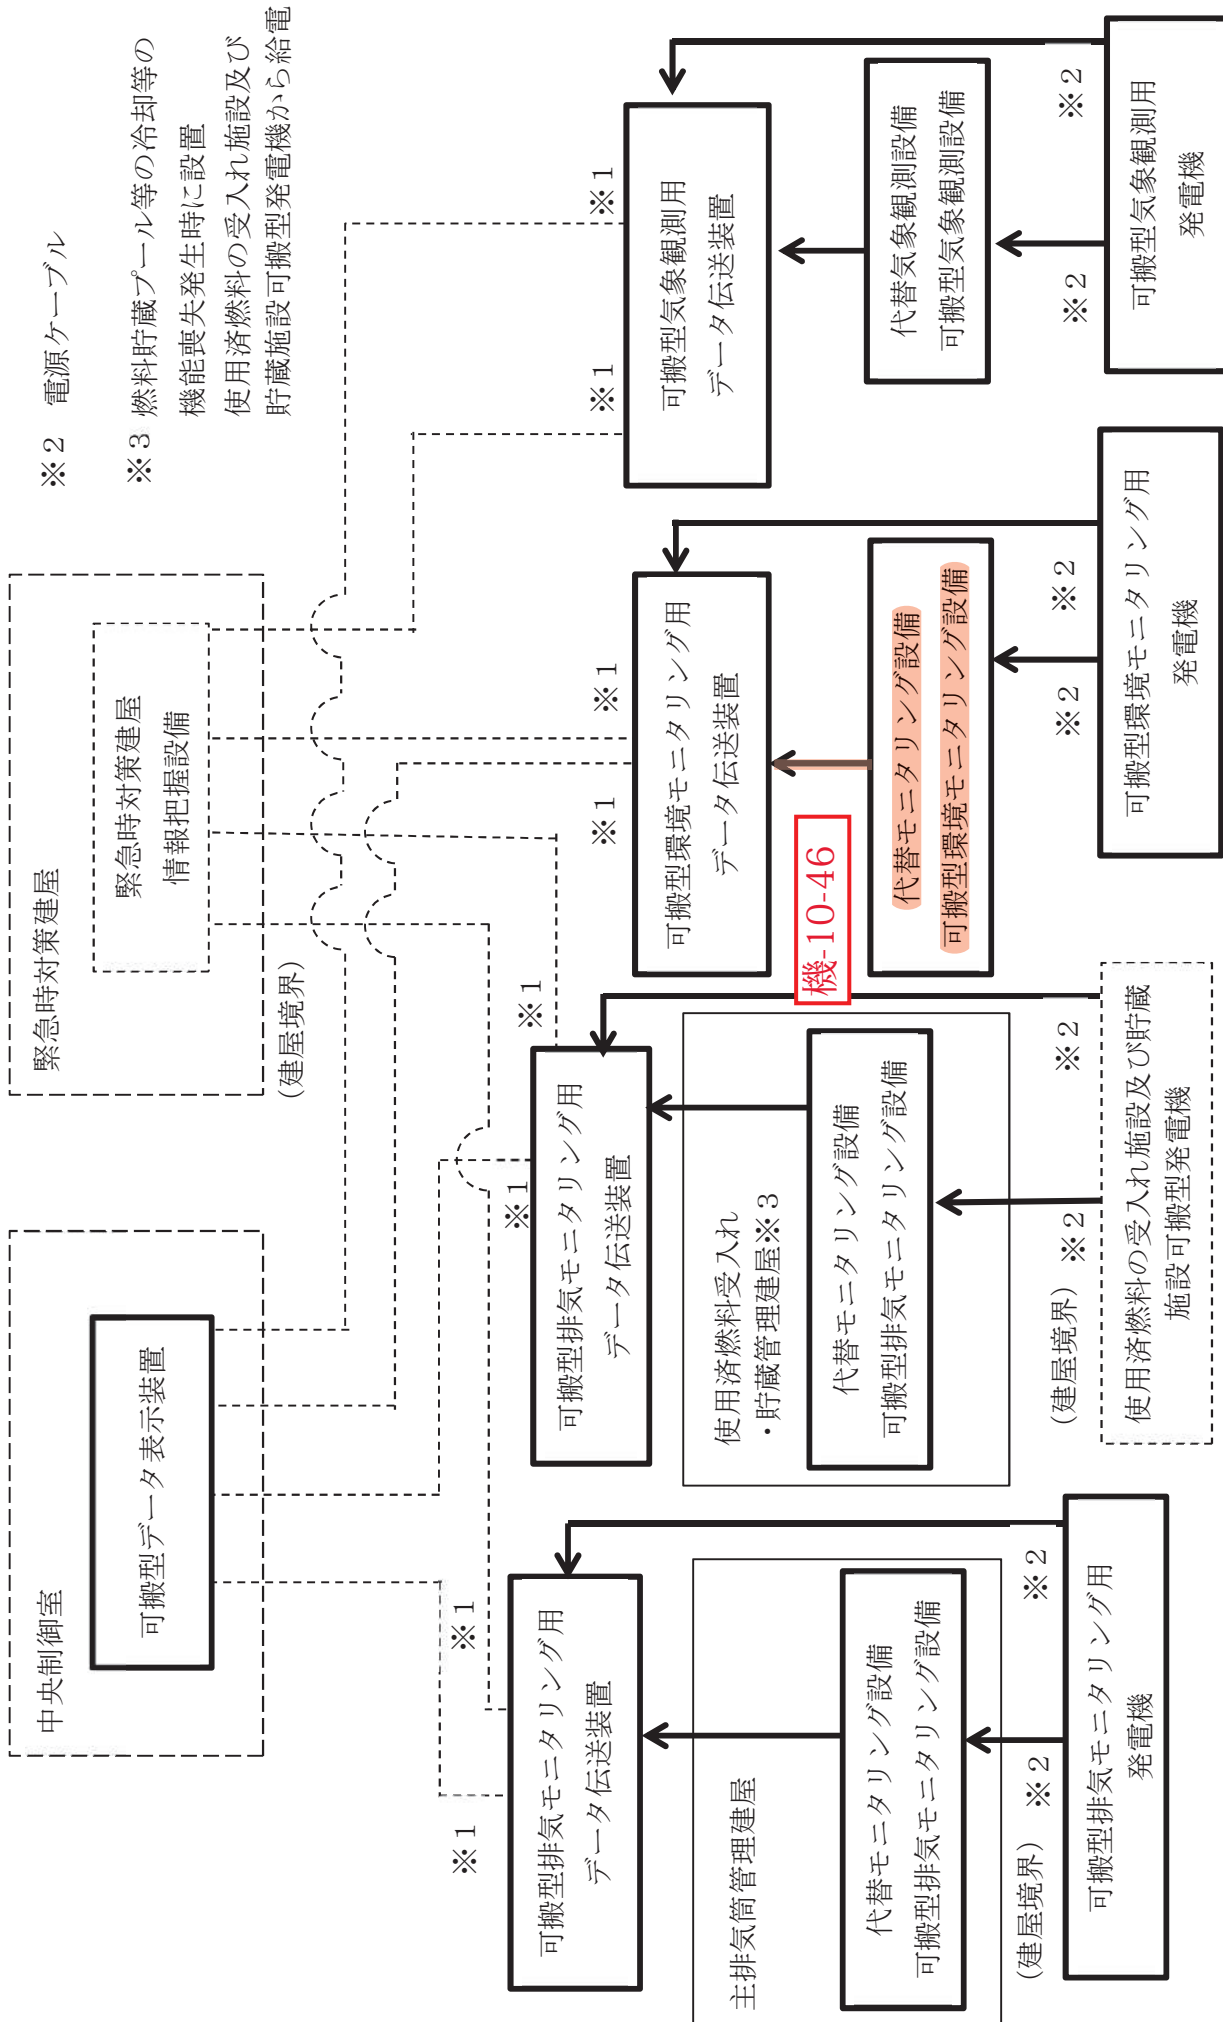 ※２ 電源ケーブル
※３ 燃料貯蔵プール等の冷却等の
機能喪失発生時に設置
使用済燃料の受入れ施設及び
貯蔵施設可搬型発電機から給電
中央制御室
可搬型データ表示装置
緊急時対策建屋
緊急時対策建屋
情報把握設備
(建屋境界)
※１
※１
可搬型排気モニタリング用
データ伝送装置
※１
※１
可搬型排気モニタリング用
データ伝送装置
※１
※１
可搬型環境モニタリング用
データ伝送装置
※１
※１
可搬型気象観測用
データ伝送装置
主排気筒管理建屋
代替モニタリング設備
可搬型排気モニタリング設備
使用済燃料受入れ
・貯蔵管理建屋※３
代替モニタリング設備
可搬型排気モニタリング設備
機-10-46
代替モニタリング設備
可搬型環境モニタリング設備
代替気象観測設備
可搬型気象観測設備
(建屋境界)
※２
※２
可搬型排気モニタリング用
発電機
(建屋境界)
※２
※２
使用済燃料の受入れ施設及び貯蔵
施設可搬型発電機
※２
※２
可搬型環境モニタリング用
発電機
※２
※２
可搬型気象観測用
発電機